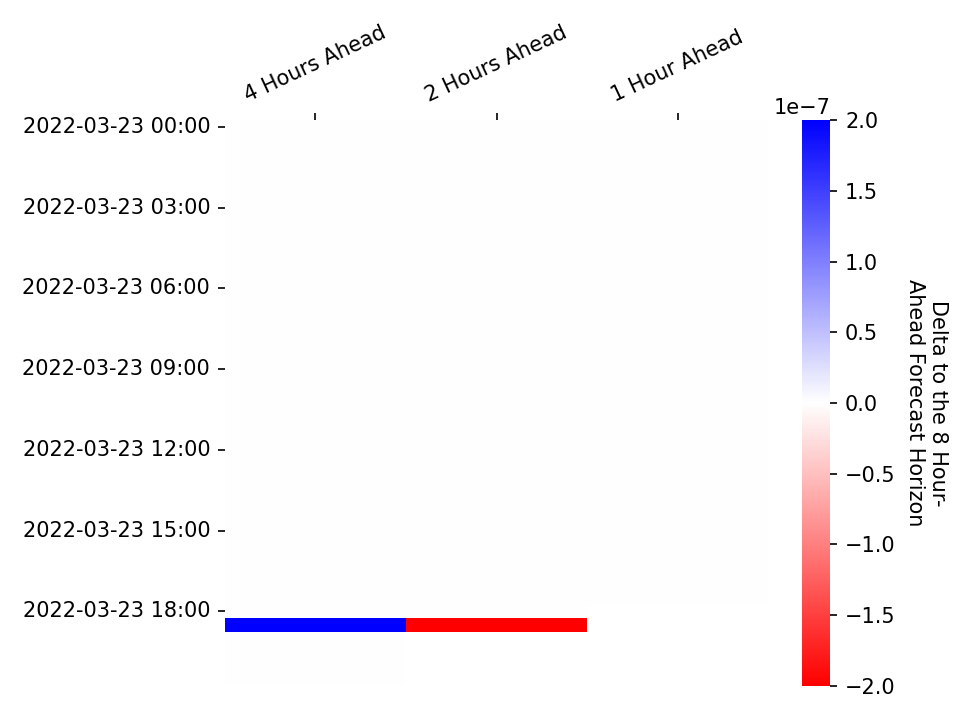 4 Hours Ahead
2 Hours Ahead
1 Hour Ahead
2022-03-23 00:00
2022-03-23 03:00
2022-03-23 06:00
2022-03-23 09:00
2022-03-23 12:00
2022-03-23 15:00
2022-03-23 18:00
1e−7
2.0
1.5
1.0
0.5
0.0
−0.5
−1.0
−1.5
−2.0
Delta to the 8 Hour-
Ahead Forecast Horizon